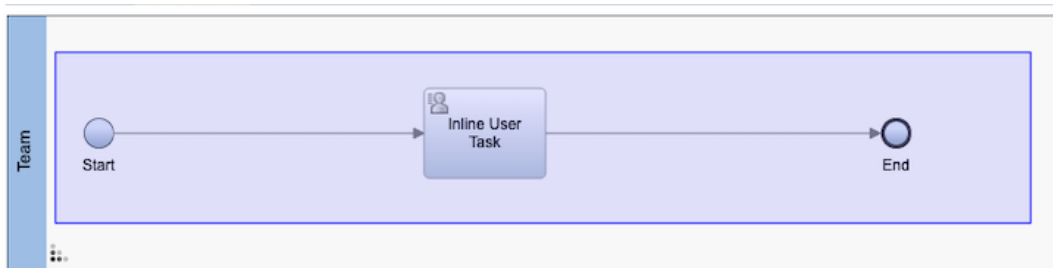 Team
Start
Inline User
Task
End